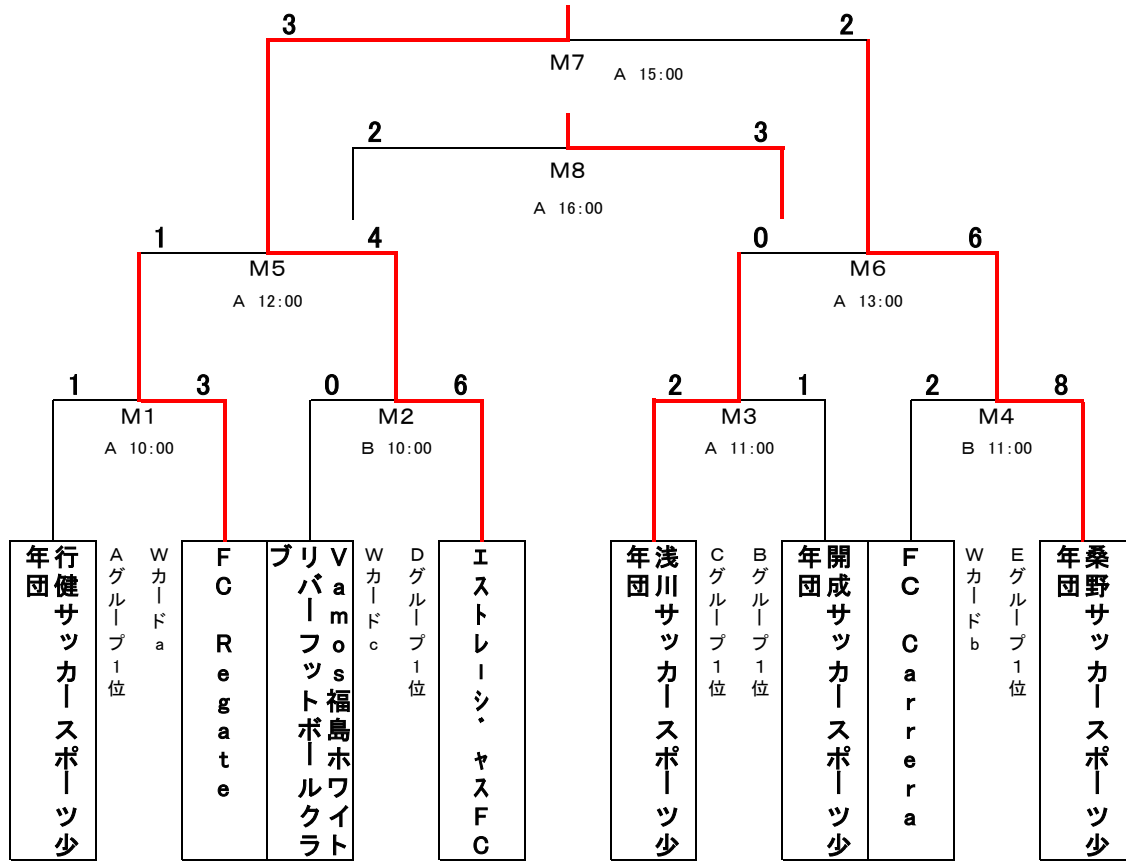 3
2
M7
A 15:00
2
3
M8
A 16:00
1
4
M5
A 12:00
0
6
M6
A 13:00
1
3
M1
A 10:00
0
6
M2
B 10:00
2
1
M3
A 11:00
2
8
M4
B 11:00
行健サッカースポーツ少
年団
Aグループ1位
Wカードa
FC Regate
Vamos福島ホワイト
リバーフットボールクラ
ブ
Wカードc
Dグループ1位
エストレーシ゛ャスFC
浅川サッカースポーツ少
年団
Cグループ1位
Bグループ1位
開成サッカースポーツ少
年団
FC Carrera
Wカードb
Eグループ1位
桑野サッカースポーツ少
年団